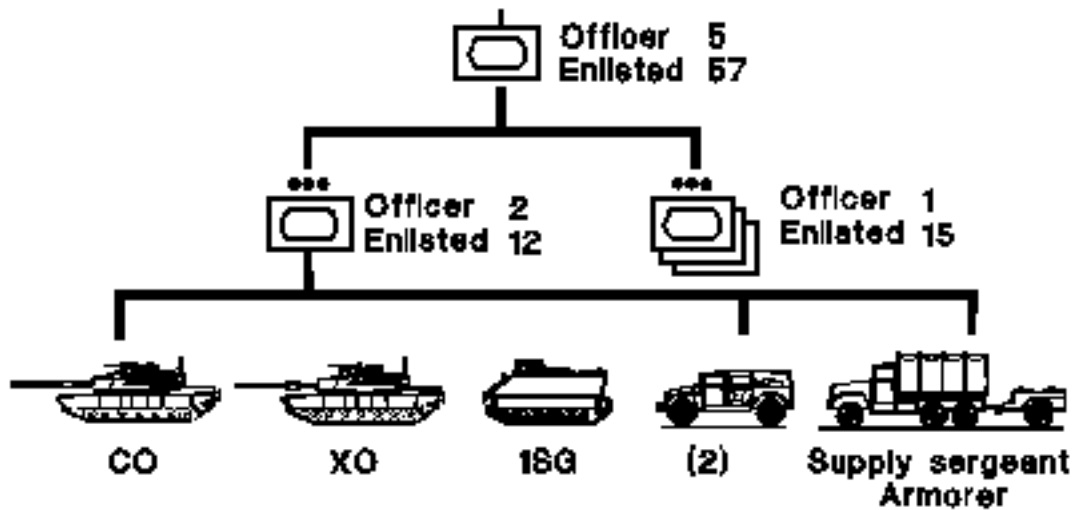 Officer 5
Enlisted 57
Officer 2
Enlisted 12
Officer 1
Enlisted 15
CO
XO
1SG
(2)
Supply sergeant
Armorer